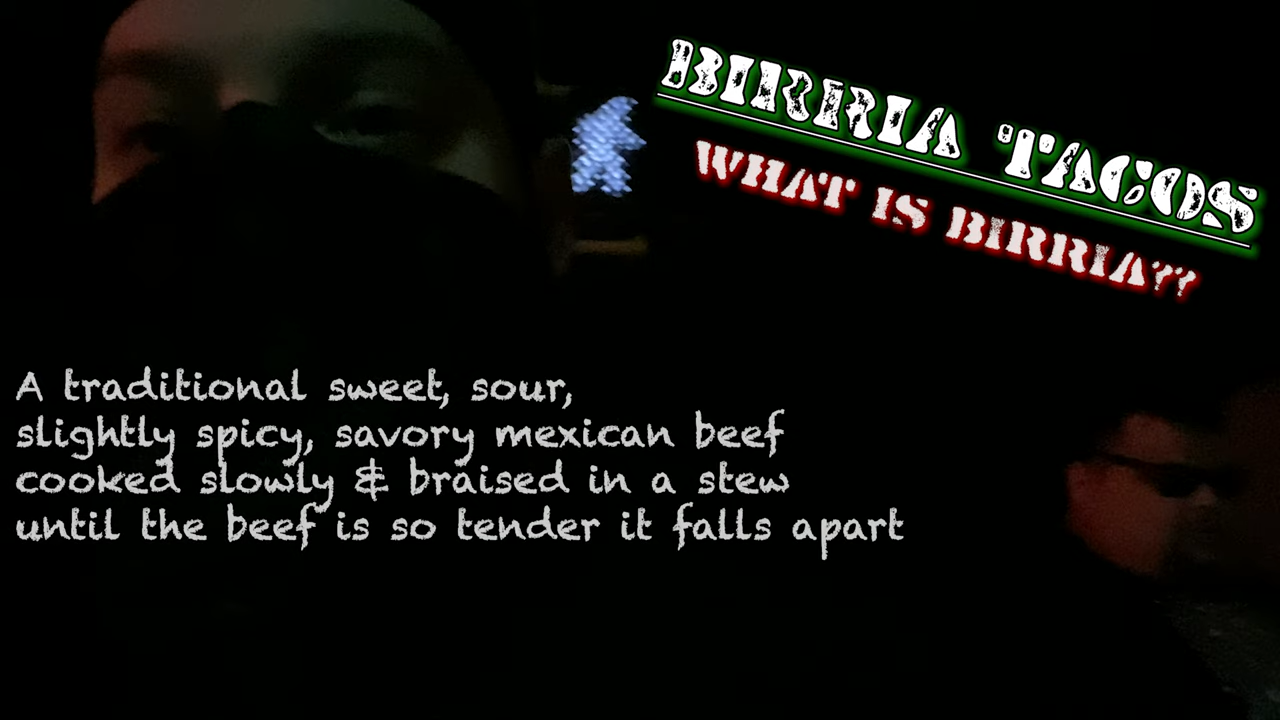 BIRRIA TACOS
WHAT IS BIRRIA??
A traditional sweet, sour,
slightly spicy, savory mexican beef
cooked slowly & braised in a stew
until the beef is so tender it falls apart